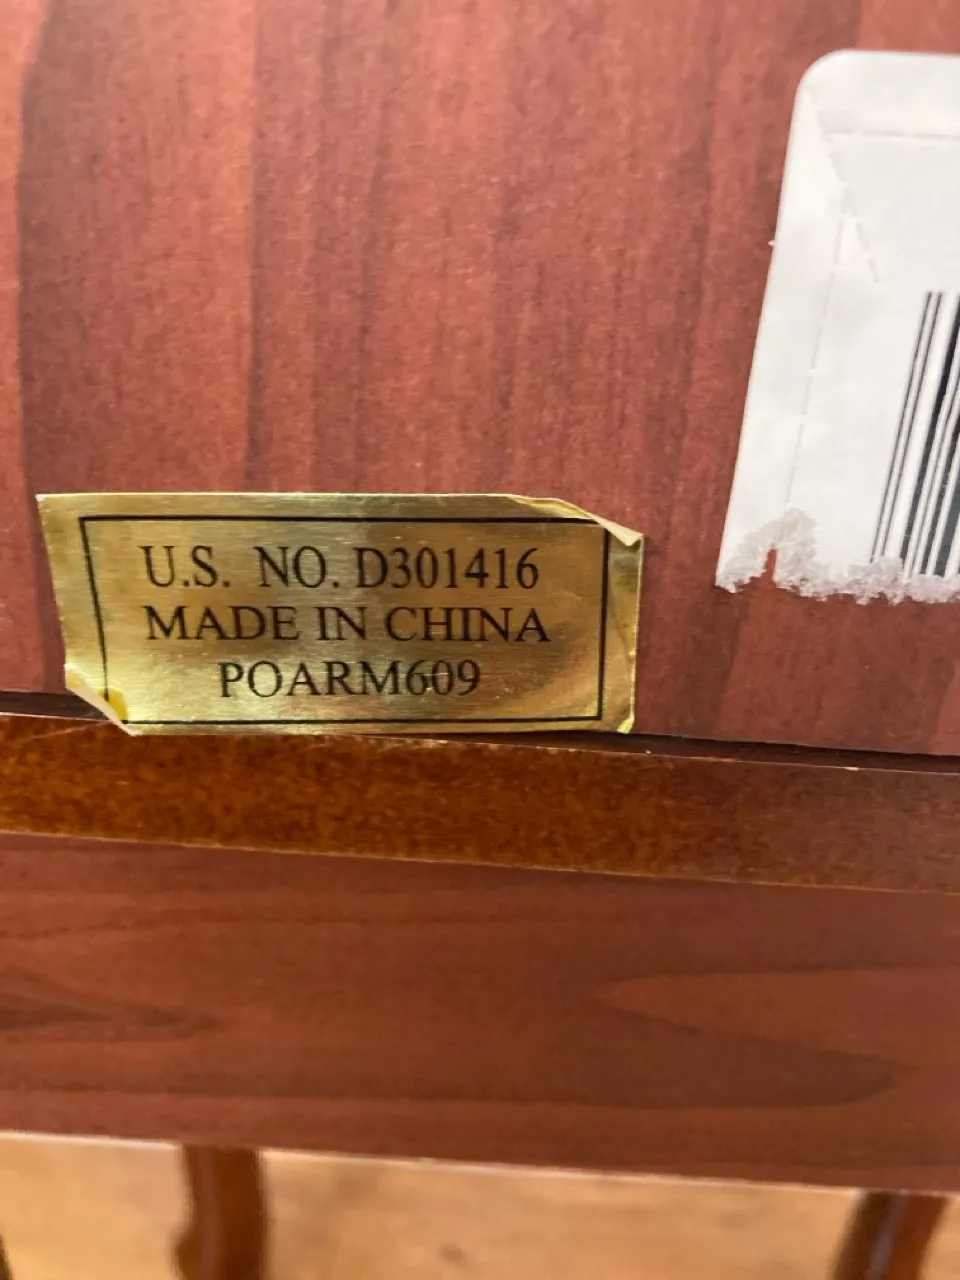 U.S. NO. D301416
MADE IN CHINA
POARM609